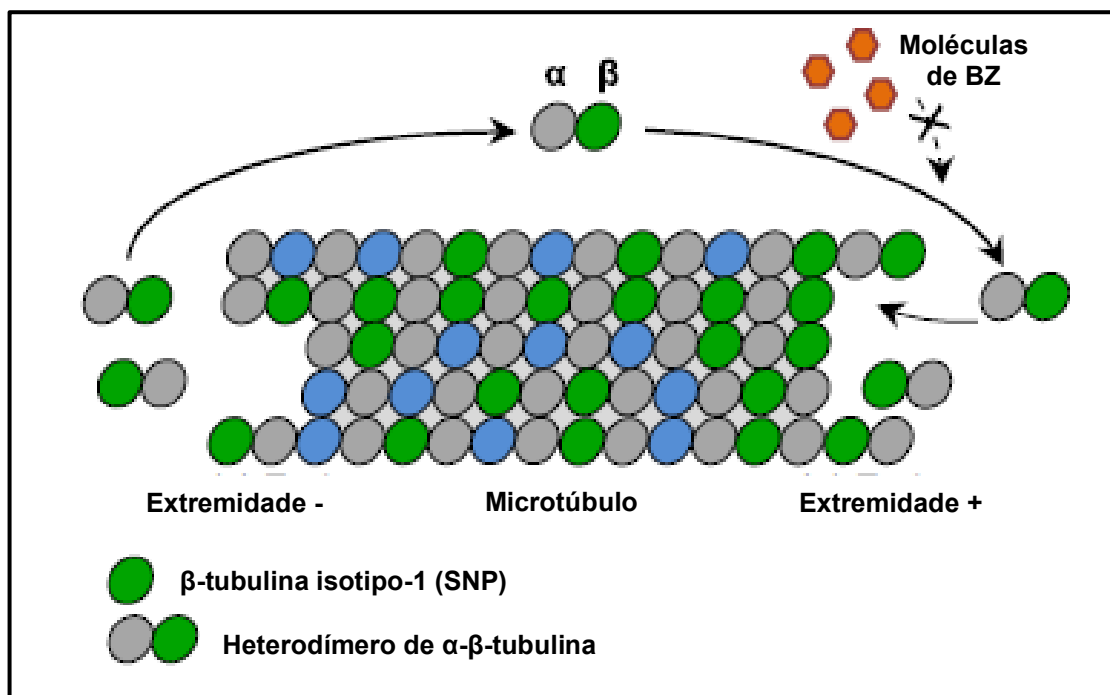 Moléculas
de BZ
α β
Extremidade - Microtúbulo Extremidade +
β-tubulina isotipo-1 (SNP)
Heterodímero de α-β-tubulina